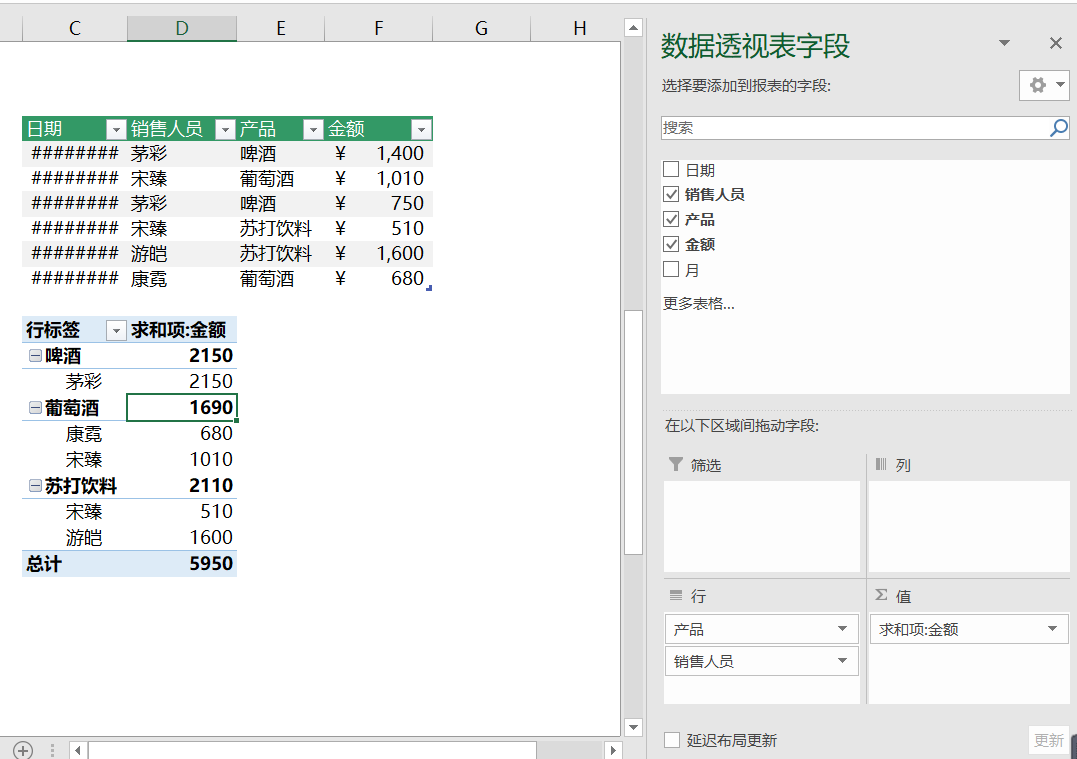 C D E F G H
日期 销售人员 产品 金额
######## 茅彩 啤酒 ¥ 1,400
######## 宋臻 葡萄酒 ¥ 1,010
######## 茅彩 啤酒 ¥ 750
######## 宋臻 苏打饮料 ¥ 510
######## 游皑 苏打饮料 ¥ 1,600
######## 康霓 葡萄酒 ¥ 680
行标签 求和项:金额
啤酒 2150
茅彩 2150
葡萄酒 1690
康霓 680
宋臻 1010
苏打饮料 2110
宋臻 510
游皑 1600
总计 5950
数据透视表字段
选择要添加到报表的字段:
搜索
日期
销售人员
产品
金额
月
更多表格...
在以下区域间拖动字段:
筛选
列
行
产品
销售人员
Σ 值
求和项:金额
延迟布局更新
更新